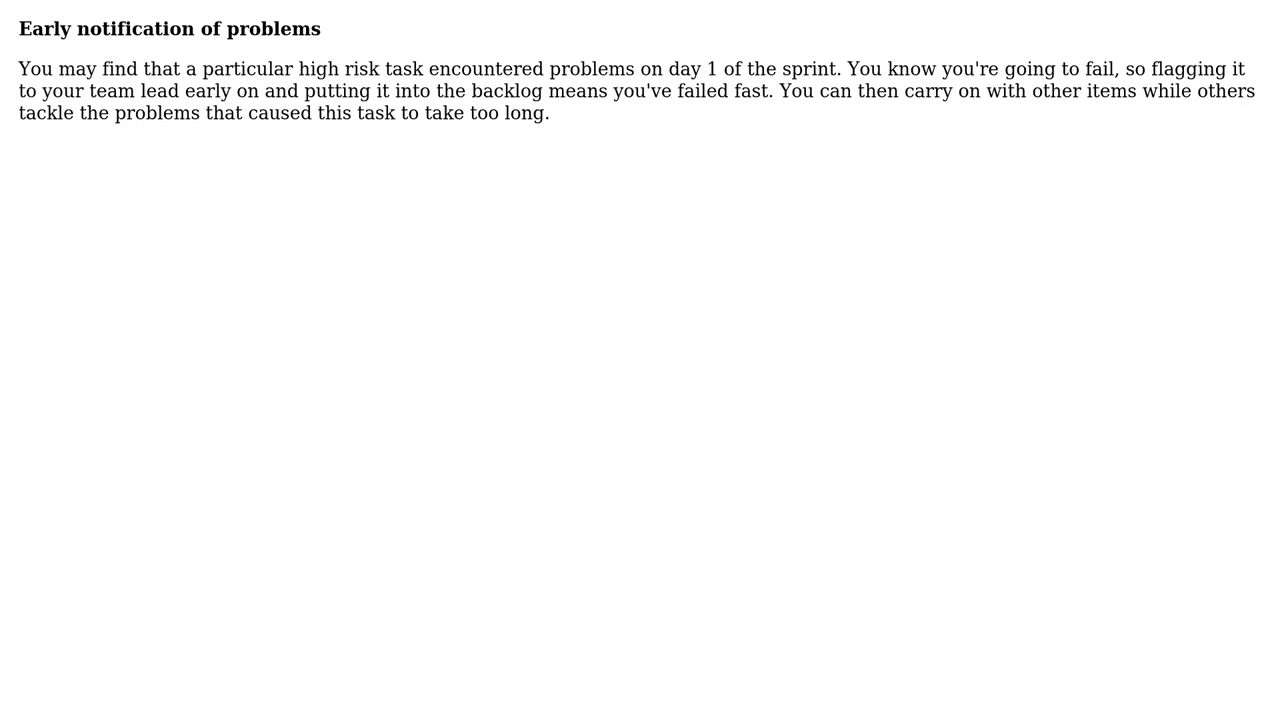 Early notification of problems
You may find that a particular high risk task encountered problems on day 1 of the sprint. You know you're going to fail, so flagging it
to your team lead early on and putting it into the backlog means you've failed fast. You can then carry on with other items while others
tackle the problems that caused this task to take too long.